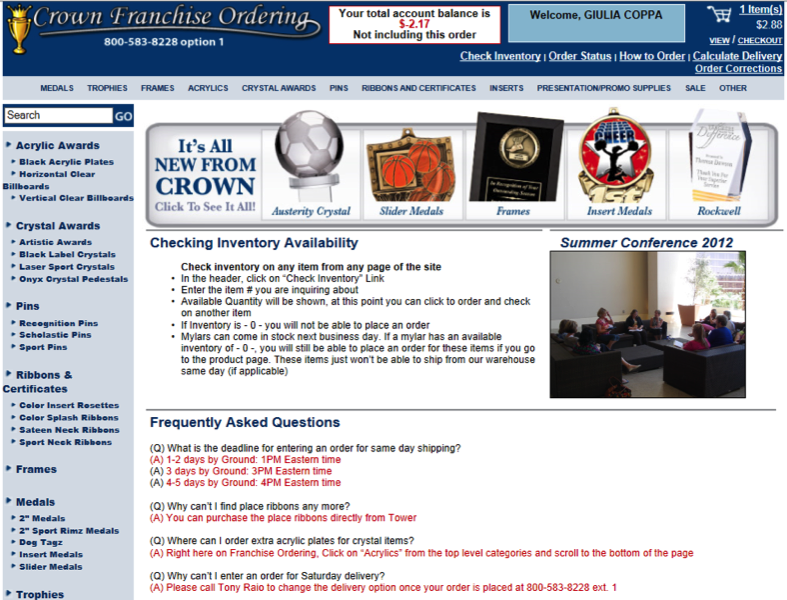 Crown Franchise Ordering
800-583-8228 option 1
Your total account balance is
$-2.17
Not including this order
Welcome, GIULIA COPPA
1 Item(s)
$2.88
VIEW / CHECKOUT
Check Inventory | Order Status | How to Order | Calculate Delivery
Order Corrections
MEDALS TROPHIES FRAMES ACRYLICS CRYSTAL AWARDS PINS RIBBONS AND CERTIFICATES INSERTS PRESENTATION/PROMO SUPPLIES SALE OTHER
Search GO
Acrylic Awards
Black Acrylic Plates
Horizontal Clear
Billboards
Vertical Clear Billboards
Crystal Awards
Artistic Awards
Black Label Crystals
Laser Sport Crystals
Onyx Crystal Pedestals
Pins
Recognition Pins
Scholastic Pins
Sport Pins
Ribbons &
Certificates
Color Insert Rosettes
Color Splash Ribbons
Sateen Neck Ribbons
Sport Neck Ribbons
Frames
Medals
2" Medals
2" Sport Rimz Medals
Dog Tagz
Insert Medals
Slider Medals
Trophies
It's All
NEW FROM
CROWN
Click To See It All!
Austerity Crystal
Slider Medals
Frames
CHEER
Insert Medals
Difference
Rockwell
Checking Inventory Availability
Check inventory on any item from any page of the site
• In the header, click on "Check Inventory" Link
• Enter the item # you are inquiring about
• Available Quantity will be shown, at this point you can click to order and check
on another item
• If Inventory is - 0 - you will not be able to place an order
• Mylars can come in stock next business day. If a mylar has an available
inventory of - 0 -, you will still be able to place an order for these items if you go
to the product page. These items just won't be able to ship from our warehouse
same day (if applicable)
Summer Conference 2012
Frequently Asked Questions
(Q) What is the deadline for entering an order for same day shipping?
(A) 1-2 days by Ground: 1PM Eastern time
(A) 3 days by Ground: 3PM Eastern time
(A) 4-5 days by Ground: 4PM Eastern time
(Q) Why can't I find place ribbons any more?
(A) You can purchase the place ribbons directly from Tower
(Q) Where can I order extra acrylic plates for crystal items?
(A) Right here on Franchise Ordering, Click on "Acrylics" from the top level categories and scroll to the bottom of the page
(Q) Why can't I enter an order for Saturday delivery?
(A) Please call Tony Raio to change the delivery option once your order is placed at 800-583-8228 ext. 1